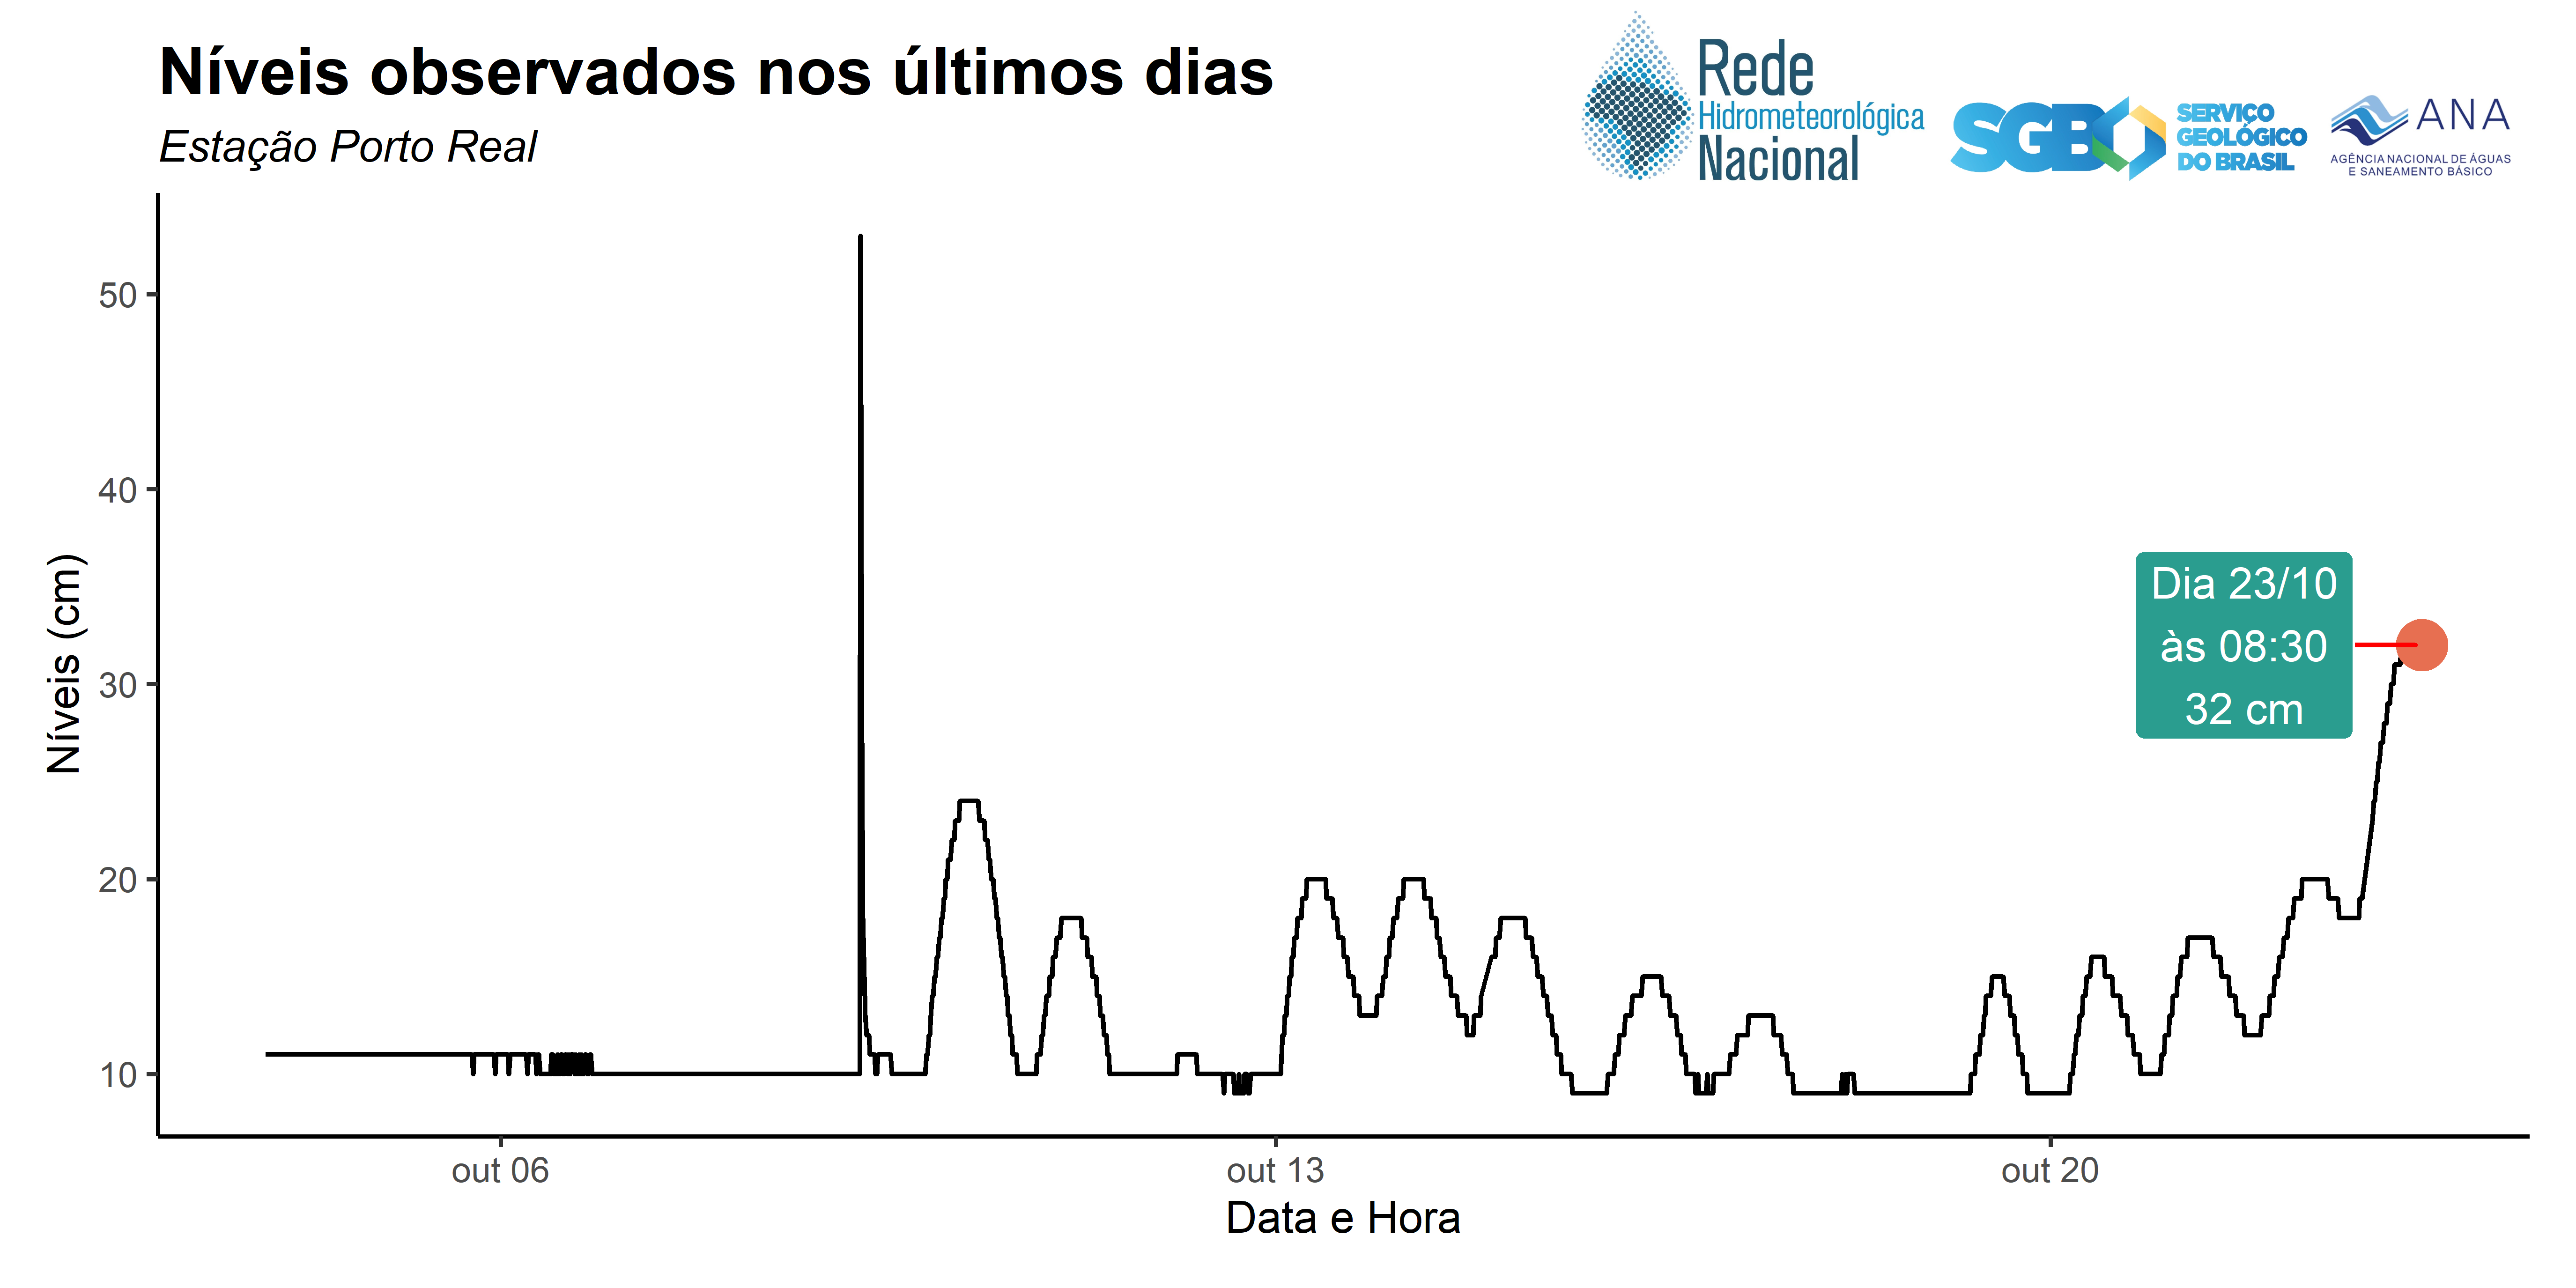 Níveis observados nos últimos dias
Estação Porto Real
Rede
Hidrometeorológica
Nacional
SGB
SERVIÇO
GEOLÓGICO
DO BRASIL
ANA
AGÊNCIA NACIONAL DE ÁGUAS
E SANEAMENTO BÁSICO
Níveis (cm)
50
40
30
20
10
Dia 23/10
às 08:30
32 cm
out 06
out 13
out 20
Data e Hora